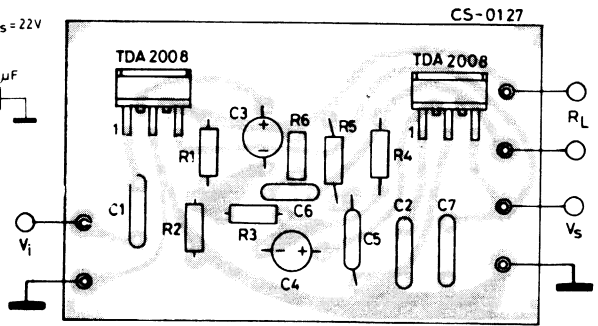 CS-0127
s = 22V
TDA 2008
TDA 2008
μF
RL
C3
R6
R5
1
1
R1
R4
C1
R2
R3
C6
C5
C2
C7
Vi
Vs
C4